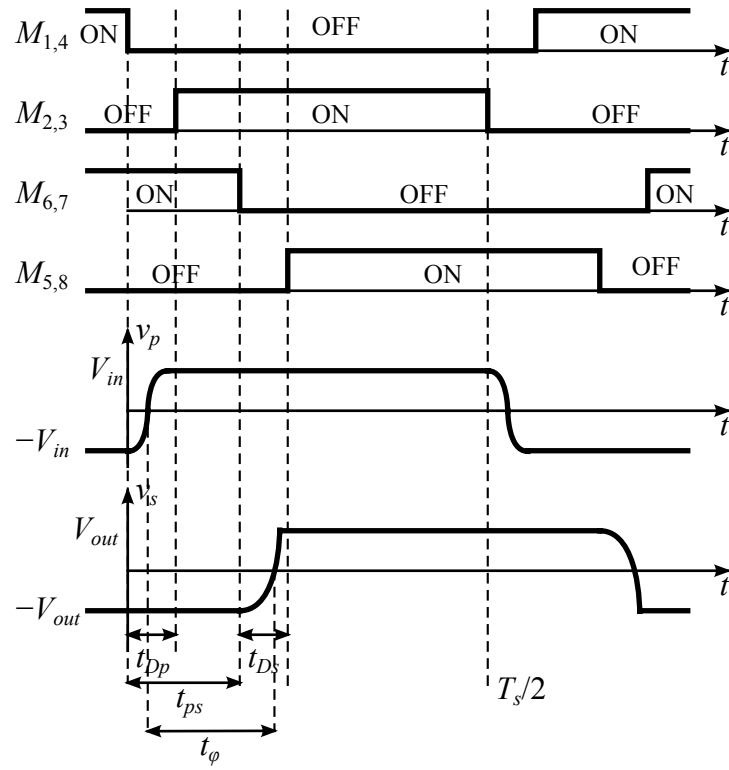 M1,4 ON OFF ON
t
M2,3 OFF ON OFF
t
M6,7 ON OFF ON
t
M5,8 OFF ON OFF
t
vp
Vin
−Vin
t
vs
Vout
−Vout
t
tDp tDs
tps Ts/2
tφ